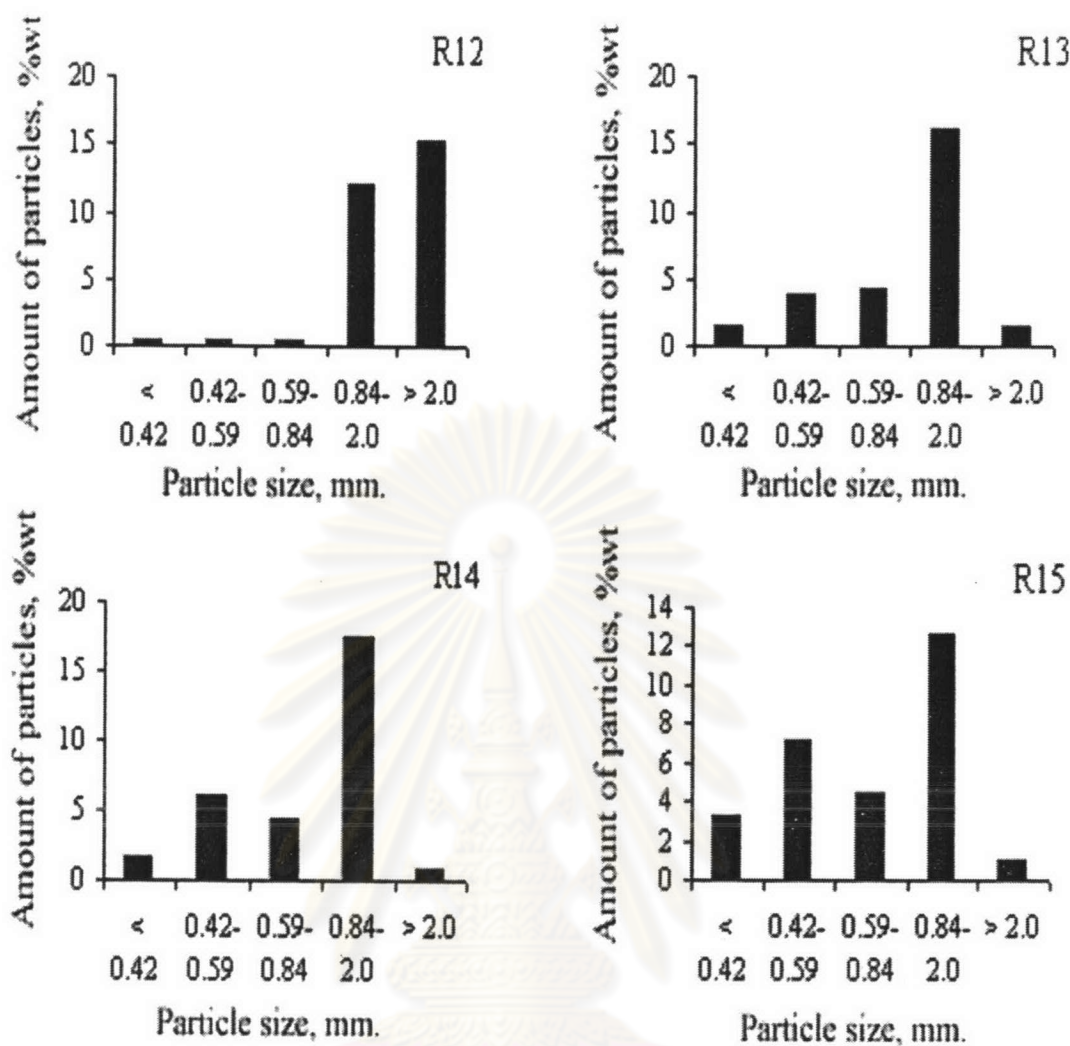 R12
Amount of particles, %wt
20
15
10
5
0
< 0.42- 0.59- 0.84- > 2.0
0.42 0.59 0.84 2.0
Particle size, mm.
R13
Amount of particles, %wt
20
15
10
5
0
< 0.42- 0.59- 0.84- > 2.0
0.42 0.59 0.84 2.0
Particle size, mm.
R14
Amount of particles, %wt
20
15
10
5
0
< 0.42- 0.59- 0.84- > 2.0
0.42 0.59 0.84 2.0
Particle size, mm.
R15
Amount of particles, %wt
14
12
10
8
6
4
2
0
< 0.42- 0.59- 0.84- > 2.0
0.42 0.59 0.84 2.0
Particle size, mm.